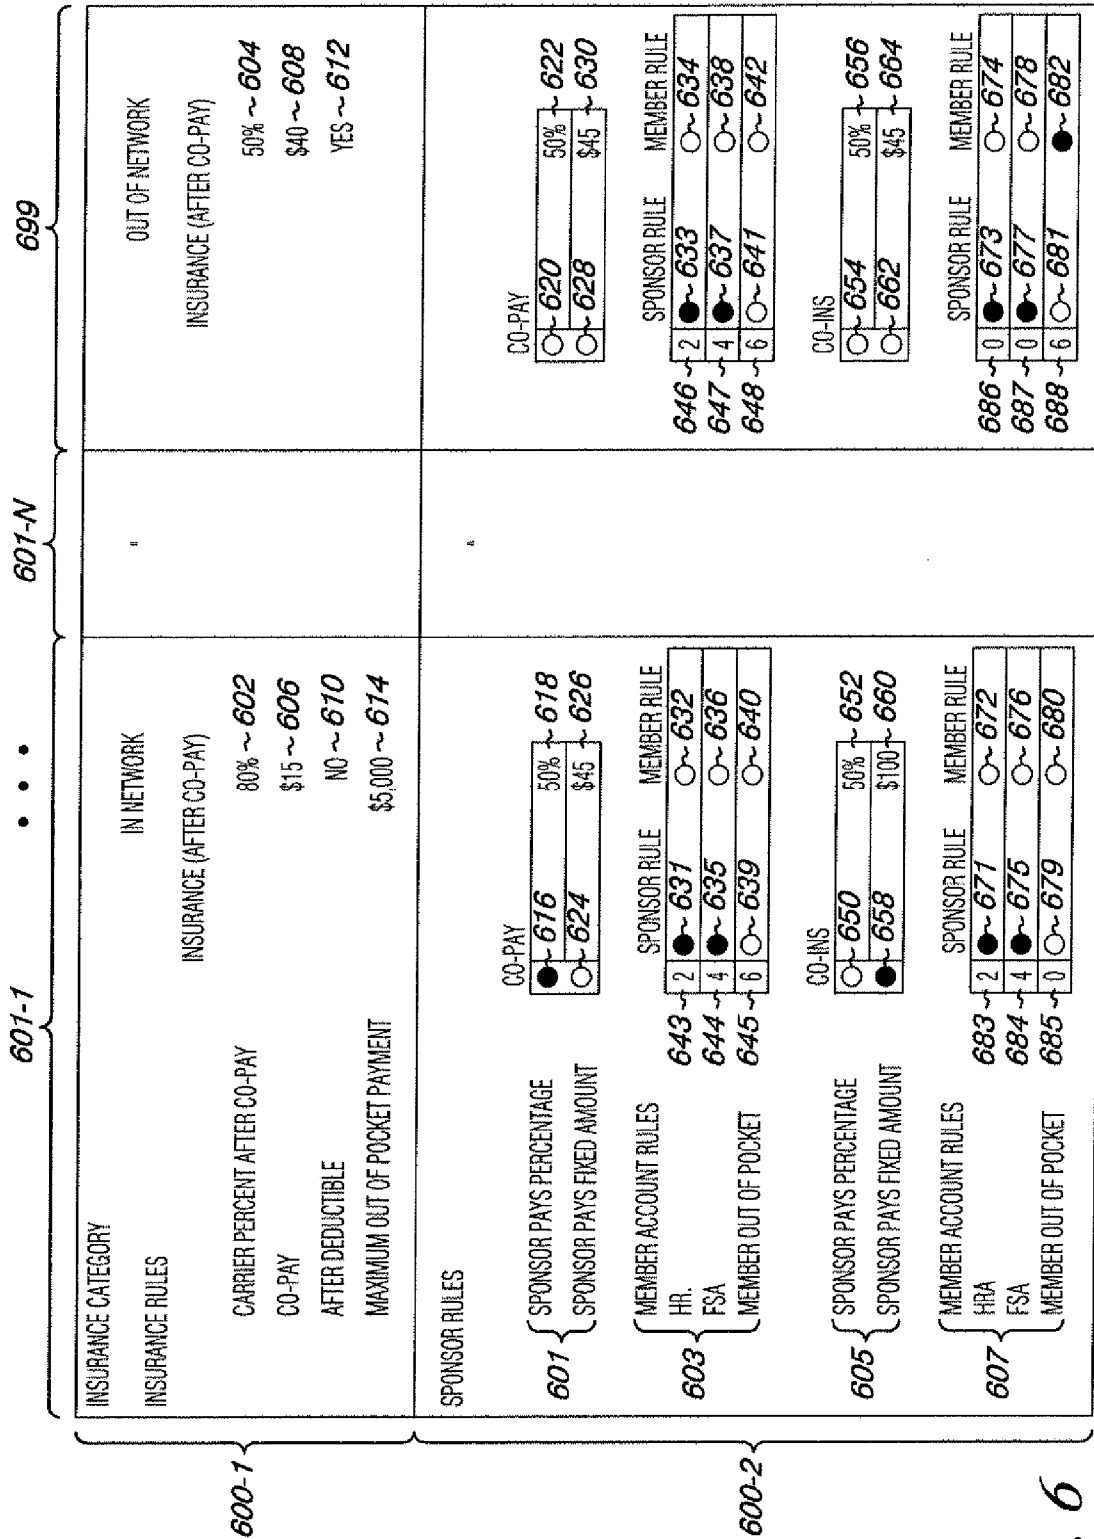 601-1 • • • 601-N 699
INSURANCE CATEGORY IN NETWORK " OUT OF NETWORK
INSURANCE RULES INSURANCE (AFTER CO-PAY) INSURANCE (AFTER CO-PAY)
600-1
CARRIER PERCENT AFTER CO-PAY 80% ~ 602 50% ~ 604
CO-PAY $15 ~ 606 $40 ~ 608
AFTER DEDUCTIBLE NO ~ 610 YES ~ 612
MAXIMUM OUT OF POCKET PAYMENT $5,000 ~ 614
SPONSOR RULES
600-2
CO-PAY CO-PAY
601 SPONSOR PAYS PERCENTAGE ~ 616 50% ~ 618 ~ 620 50% ~ 622
SPONSOR PAYS FIXED AMOUNT ~ 624 $45 ~ 626 ~ 628 $45 ~ 630
603 MEMBER ACCOUNT RULES SPONSOR RULE MEMBER RULE SPONSOR RULE MEMBER RULE
HR. 643 ~ 2 ~ 631 ~ 632 646 ~ 2 ~ 633 ~ 634
FSA 644 ~ 4 ~ 635 ~ 636 647 ~ 4 ~ 637 ~ 638
MEMBER OUT OF POCKET 645 ~ 6 ~ 639 ~ 640 648 ~ 6 ~ 641 ~ 642
CO-INS CO-INS
605 SPONSOR PAYS PERCENTAGE ~ 650 50% ~ 652 ~ 654 50% ~ 656
SPONSOR PAYS FIXED AMOUNT ~ 658 $100 ~ 660 ~ 662 $45 ~ 664
607 MEMBER ACCOUNT RULES SPONSOR RULE MEMBER RULE SPONSOR RULE MEMBER RULE
HRA 683 ~ 2 ~ 671 ~ 672 686 ~ 0 ~ 673 ~ 674
FSA 684 ~ 4 ~ 675 ~ 676 687 ~ 0 ~ 677 ~ 678
MEMBER OUT OF POCKET 685 ~ 0 ~ 679 ~ 680 688 ~ 6 ~ 681 ~ 682
6